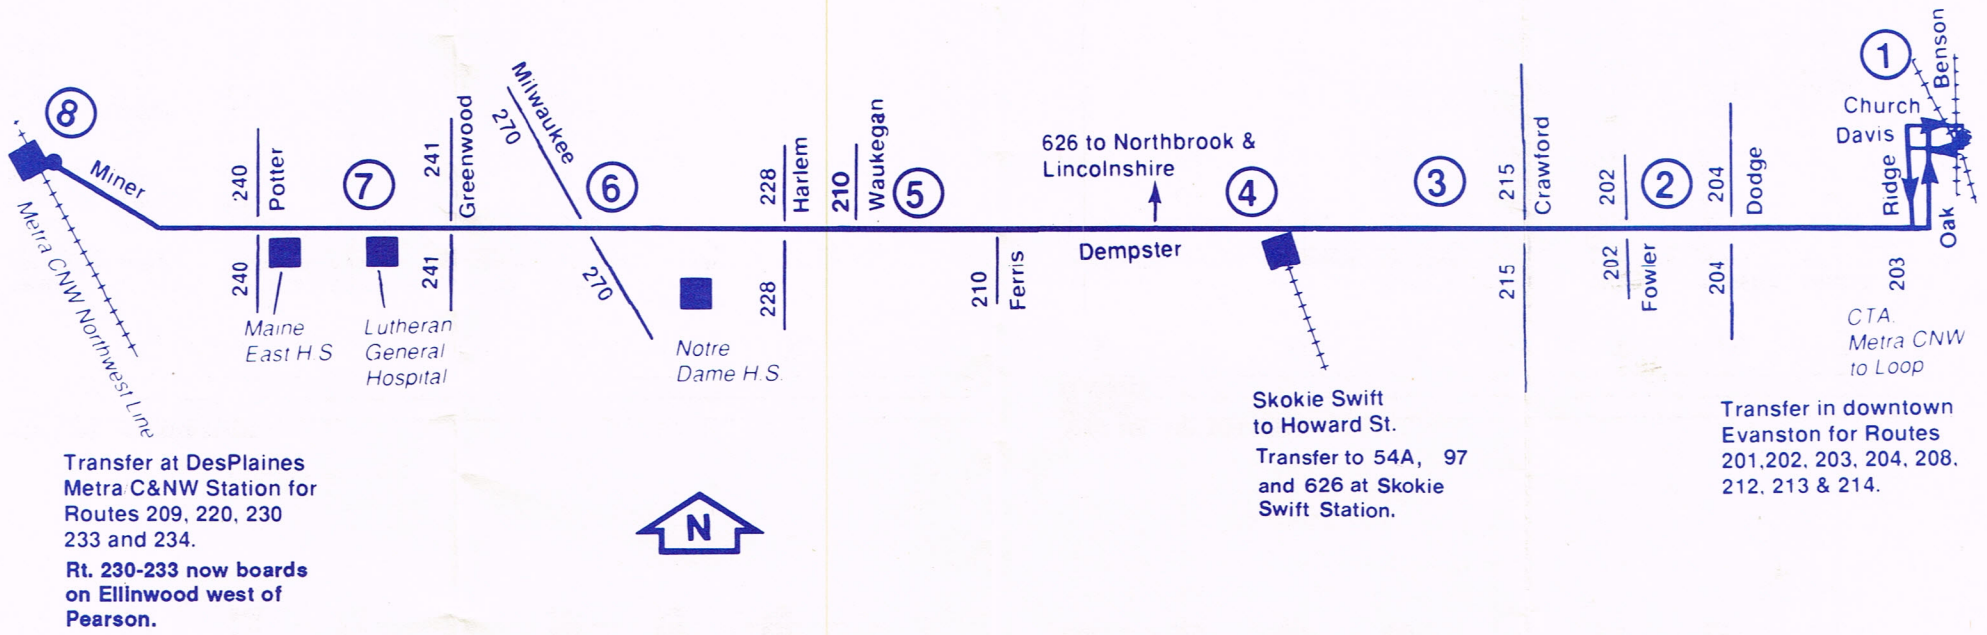 8
Miner
Metra CNW Northwest Line
240
Potter
240
Maine
East H.S
7
Lutheran
General
Hospital
241
Greenwood
241
Milwaukee
270
270
6
Notre
Dame H.S.
228
Harlem
228
210
Waukegan
5
210
Ferris
626 to Northbrook &
Lincolnshire
Dempster
4
Skokie Swift
to Howard St.
Transfer to 54A, 97
and 626 at Skokie
Swift Station.
3
215
Crawford
215
202
202
Fowler
2
204
Dodge
204
1
Benson
Church
Davis
Ridge
Oak
203
CTA.
Metra CNW
to Loop
Transfer in downtown
Evanston for Routes
201,202, 203, 204, 208,
212, 213 & 214.
Transfer at DesPlaines
Metra C&NW Station for
Routes 209, 220, 230
233 and 234.
Rt. 230-233 now boards
on Ellinwood west of
Pearson.
N